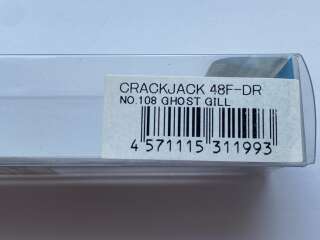 CRACKJACK 48F-DR
NO.108 GHOST GILL
4 571115 311993